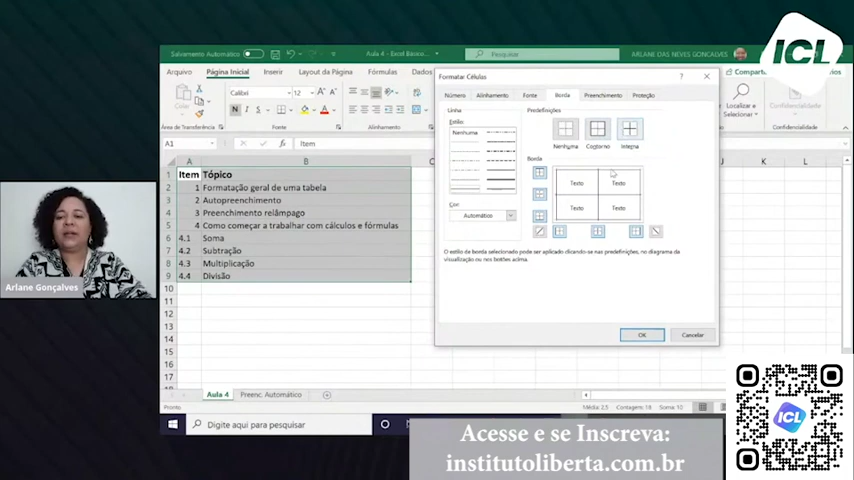 ICL
Salvamento Automático
Aula 4 - Excel Básico...
Pesquisar
ARLANE DAS NEVES GONCALVES
Arquivo
Página Inicial
Inserir
Layout da Página
Fórmulas
Compart
Calibri
12
N
I
S
Área de Transferência
Fonte
Alinhamento
Localizar e
Selecionar
Confidencialidade
Confidencialidade
A1
Item
A
B
J
K
L
1 Item Tópico
2 1 Formatação geral de uma tabela
3 2 Autopreenchimento
4 3 Preenchimento relâmpago
5 4 Como começar a trabalhar com cálculos e fórmulas
6 4.1 Soma
7 4.2 Subtração
8 4.3 Multiplicação
9 4.4 Divisão
10
11
12
13
14
15
16
17
Formatar Células
Número
Alinhamento
Fonte
Borda
Preenchimento
Proteção
Linha
Estilo:
Nenhuma
Cor:
Automático
Predefinições
Nenhuma
Contorno
Interna
Borda
Texto Texto
Texto Texto
O estilo de borda selecionado pode ser aplicado clicando-se nas predefinições, no diagrama de
visualização ou nos botões acima.
OK
Cancelar
Arlane Gonçalves
Aula 4
Preenc. Automático
Pronto
Média: 2,5
Contagem: 18
Soma: 10
Digite aqui para pesquisar
Acesse e se Inscreva:
institutoliberta.com.br
ICL